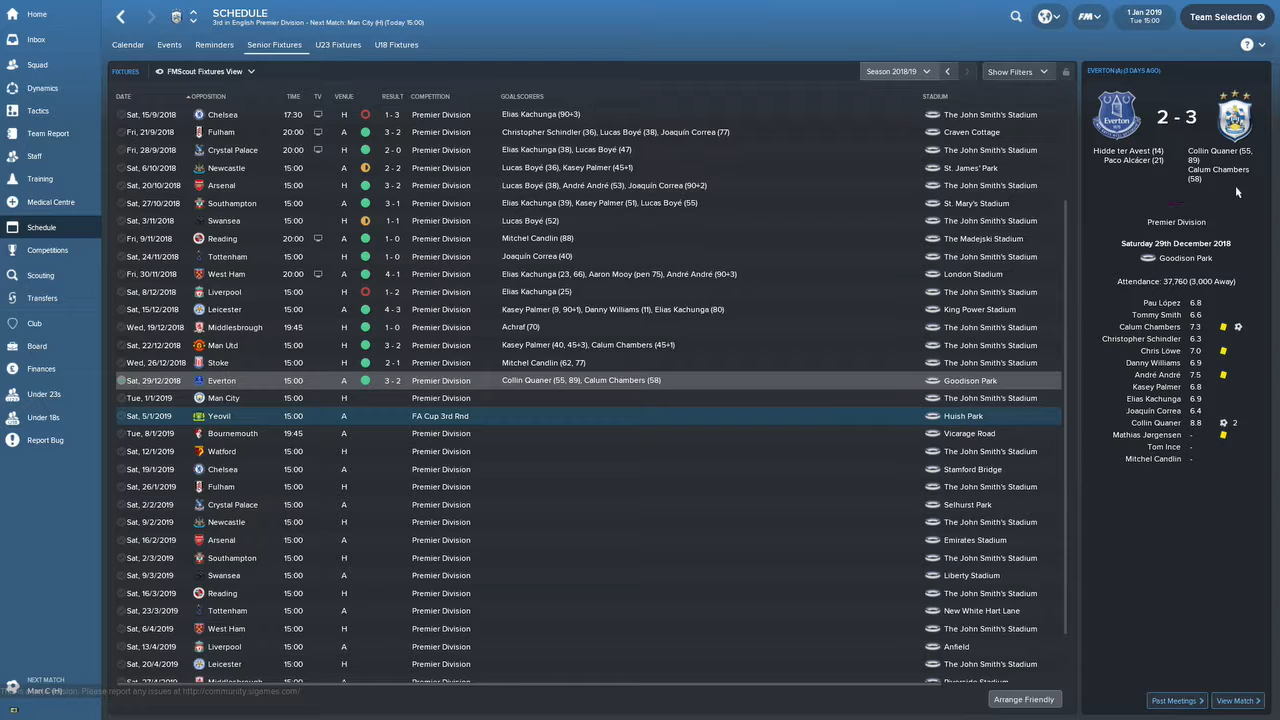 Home
Inbox
Squad
Dynamics
Tactics
Team Report
Staff
Training
Medical Centre
Schedule
Competitions
Scouting
Transfers
Club
Board
Finances
Under 23s
Under 18s
Report Bug
NEXT MATCH
Man C (H)
Please report any issues at http://community.sigames.com/
SCHEDULE
3rd in English Premier Division - Next Match: Man City (H) (Today 15:00)
FM
1 Jan 2019
Tue 15:00
Team Selection
Calendar Events Reminders Senior Fixtures U23 Fixtures U18 Fixtures
?
FIXTURES FMScout Fixtures View Season 2018/19 Show Filters
DATE OPPOSITION TIME TV VENUE RESULT COMPETITION GOALSCORERS STADIUM
Sat, 15/9/2018 Chelsea 17:30 H 1 - 3 Premier Division Elias Kachunga (90+3) The John Smith's Stadium
Fri, 21/9/2018 Fulham 20:00 A 3 - 2 Premier Division Christopher Schindler (36), Lucas Boyé (38), Joaquín Correa (77) Craven Cottage
Fri, 28/9/2018 Crystal Palace 20:00 H 2 - 0 Premier Division Elias Kachunga (38), Lucas Boyé (47) The John Smith's Stadium
Sat, 6/10/2018 Newcastle 15:00 A 2 - 2 Premier Division Lucas Boyé (36), Kasey Palmer (45+1) St. James' Park
Sat, 20/10/2018 Arsenal 15:00 H 3 - 2 Premier Division Lucas Boyé (38), André André (53), Joaquín Correa (90+2) The John Smith's Stadium
Sat, 27/10/2018 Southampton 15:00 A 3 - 1 Premier Division Elias Kachunga (39), Kasey Palmer (51), Lucas Boyé (55) St. Mary's Stadium
Sat, 3/11/2018 Swansea 15:00 H 1 - 1 Premier Division Lucas Boyé (52) The John Smith's Stadium
Fri, 9/11/2018 Reading 20:00 A 1 - 0 Premier Division Mitchel Candlin (88) The Madejski Stadium
Sat, 24/11/2018 Tottenham 15:00 H 1 - 0 Premier Division Joaquín Correa (40) The John Smith's Stadium
Fri, 30/11/2018 West Ham 20:00 A 4 - 1 Premier Division Elias Kachunga (23, 66), Aaron Mooy (pen 75), André André (90+3) London Stadium
Sat, 8/12/2018 Liverpool 15:00 H 1 - 2 Premier Division Elias Kachunga (25) The John Smith's Stadium
Sat, 15/12/2018 Leicester 15:00 A 4 - 3 Premier Division Kasey Palmer (9, 90+1), Danny Williams (11), Elias Kachunga (80) King Power Stadium
Wed, 19/12/2018 Middlesbrough 19:45 H 1 - 0 Premier Division Achraf (70) The John Smith's Stadium
Sat, 22/12/2018 Man Utd 15:00 H 3 - 2 Premier Division Kasey Palmer (40, 45+3), Calum Chambers (45+1) The John Smith's Stadium
Wed, 26/12/2018 Stoke 15:00 H 2 - 1 Premier Division Mitchel Candlin (62, 77) The John Smith's Stadium
Sat, 29/12/2018 Everton 15:00 A 3 - 2 Premier Division Collin Quaner (55, 89), Calum Chambers (58) Goodison Park
Tue, 1/1/2019 Man City 15:00 H Premier Division The John Smith's Stadium
Sat, 5/1/2019 Yeovil 15:00 A FA Cup 3rd Rnd Huish Park
Tue, 8/1/2019 Bournemouth 19:45 A Premier Division Vicarage Road
Sat, 12/1/2019 Watford 15:00 H Premier Division The John Smith's Stadium
Sat, 19/1/2019 Chelsea 15:00 A Premier Division Stamford Bridge
Sat, 26/1/2019 Fulham 15:00 H Premier Division The John Smith's Stadium
Sat, 2/2/2019 Crystal Palace 15:00 A Premier Division Selhurst Park
Sat, 9/2/2019 Newcastle 15:00 H Premier Division The John Smith's Stadium
Sat, 16/2/2019 Arsenal 15:00 A Premier Division Emirates Stadium
Sat, 2/3/2019 Southampton 15:00 H Premier Division The John Smith's Stadium
Sat, 9/3/2019 Swansea 15:00 A Premier Division Liberty Stadium
Sat, 16/3/2019 Reading 15:00 H Premier Division The John Smith's Stadium
Sat, 23/3/2019 Tottenham 15:00 A Premier Division New White Hart Lane
Sat, 6/4/2019 West Ham 15:00 H Premier Division The John Smith's Stadium
Sat, 13/4/2019 Liverpool 15:00 A Premier Division Anfield
Sat, 20/4/2019 Leicester 15:00 H Premier Division The John Smith's Stadium
Sat, 27/4/2019 Middlesbrough 15:00 A Premier Division Riverside Stadium
Arrange Friendly
EVERTON (A) (3 DAYS AGO)
2 - 3
Hidde ter Avest (14)
Paco Alcácer (21)
Collin Quaner (55,
89)
Calum Chambers
(58)
Premier Division
Saturday 29th December 2018
Goodison Park
Attendance: 37,760 (3,000 Away)
Pau López 6.8
Tommy Smith 6.6
Calum Chambers 7.3
Christopher Schindler 6.3
Chris Löwe 7.0
Danny Williams 6.9
André André 7.5
Kasey Palmer 6.8
Elias Kachunga 6.9
Joaquín Correa 6.4
Collin Quaner 8.8 2
Mathias Jørgensen -
Tom Ince -
Mitchel Candlin -
Past Meetings View Match